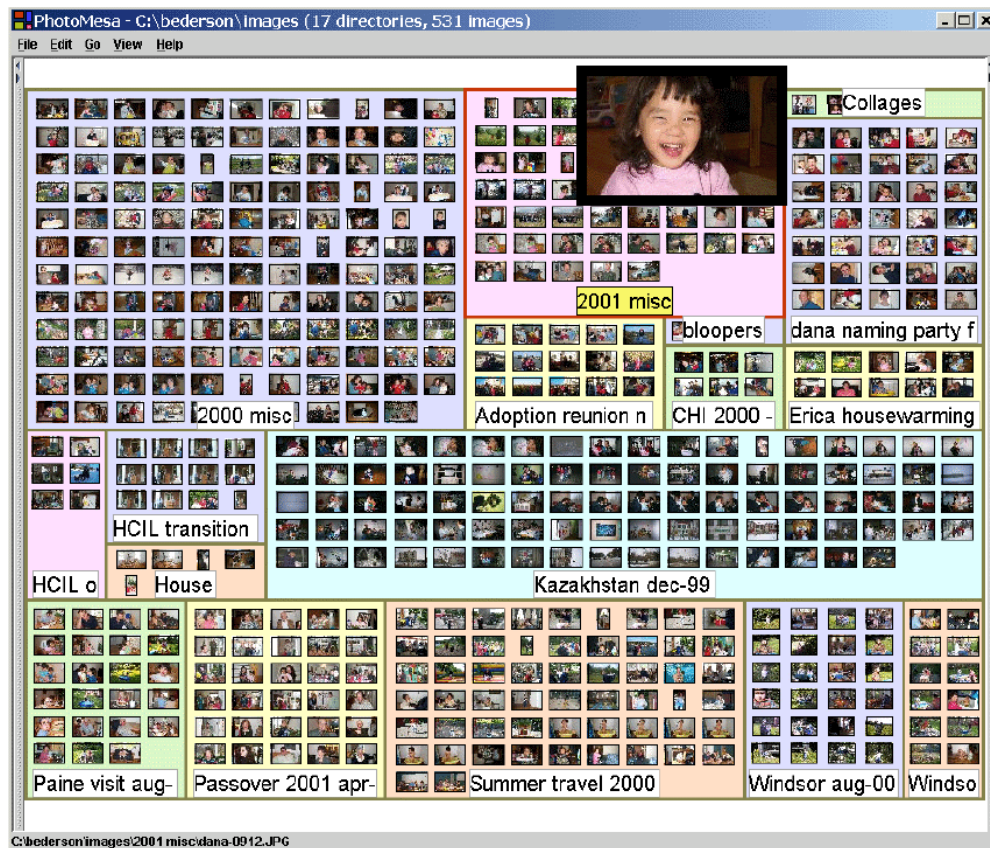 PhotoMesa - C:\bederson\images (17 directories, 531 images)
File Edit Go View Help
Collages
2001 misc
bloopers
dana naming party f
2000 misc
Adoption reunion n
CHI 2000 -
Erica housewarming
HCIL transition
HCIL o
House
Kazakhstan dec-99
Paine visit aug-
Passover 2001 apr-
Summer travel 2000
Windsor aug-00
Windso
C:\bederson\images\2001 misc\dana-0912.JPG